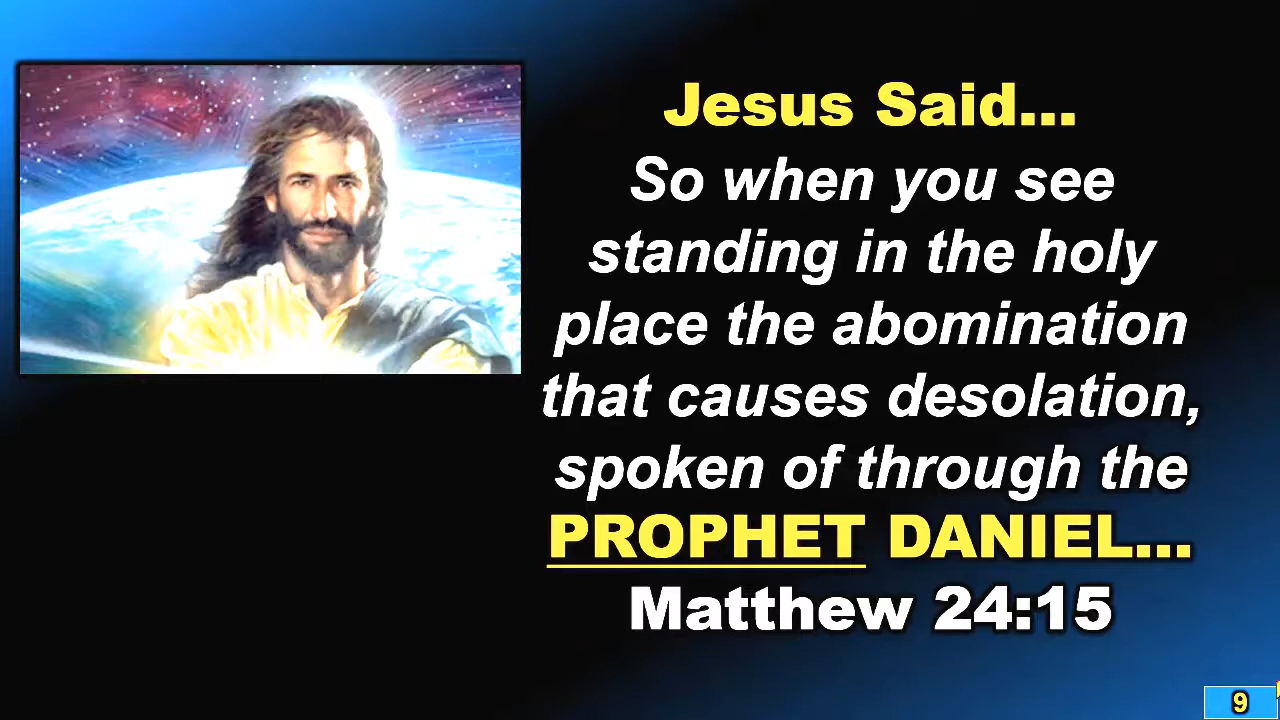 Jesus Said...
So when you see
standing in the holy
place the abomination
that causes desolation,
spoken of through the
PROPHET DANIEL...
Matthew 24:15
9